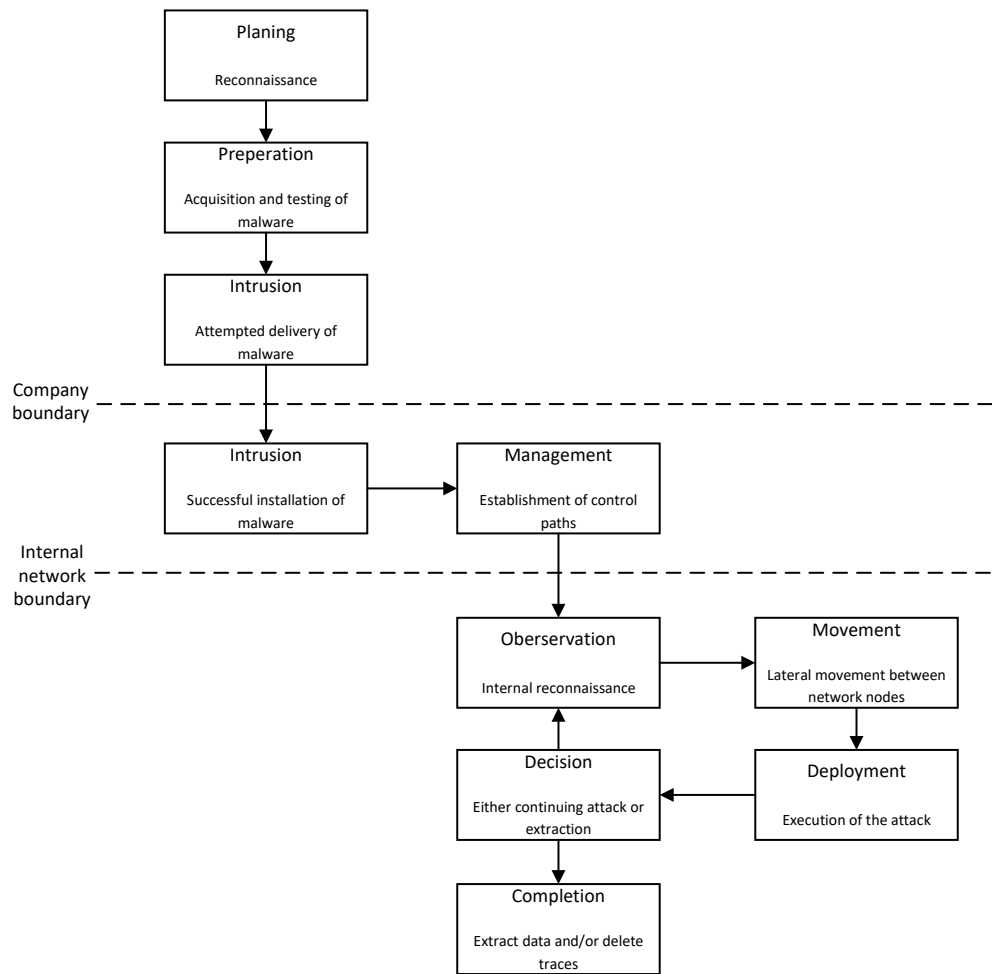 Planing
Reconnaissance
Preperation
Acquisition and testing of
malware
Intrusion
Attempted delivery of
malware
Company
boundary
Intrusion
Successful installation of
malware
Management
Establishment of control
paths
Internal
network
boundary
Oberservation
Internal reconnaissance
Movement
Lateral movement between
network nodes
Decision
Either continuing attack or
extraction
Deployment
Execution of the attack
Completion
Extract data and/or delete
traces